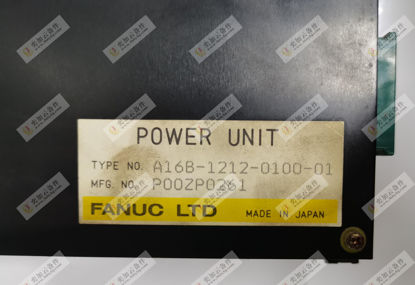 POWER UNIT
TYPE NO. A16B-1212-0100-01
MFG. NO. P00ZP0261
FANUC LTD MADE IN JAPAN